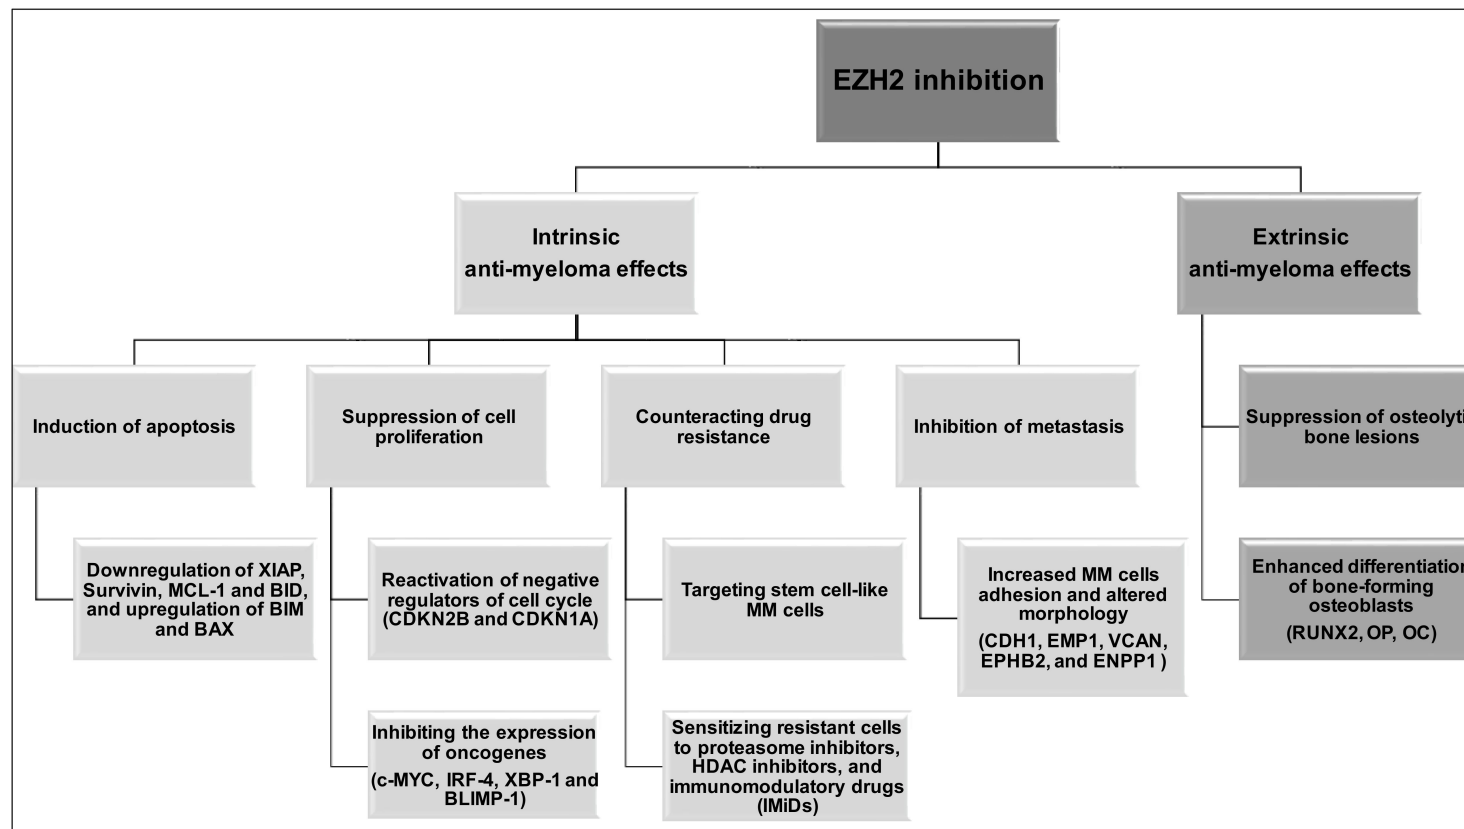 EZH2 inhibition
Intrinsic
anti-myeloma effects
Extrinsic
anti-myeloma effects
Induction of apoptosis
Suppression of cell
proliferation
Counteracting drug
resistance
Inhibition of metastasis
Suppression of osteolyti
bone lesions
Downregulation of XIAP,
Survivin, MCL-1 and BID,
and upregulation of BIM
and BAX
Reactivation of negative
regulators of cell cycle
(CDKN2B and CDKN1A)
Targeting stem cell-like
MM cells
Increased MM cells
adhesion and altered
morphology
(CDH1, EMP1, VCAN,
EPHB2, and ENPP1 )
Enhanced differentiation
of bone-forming
osteoblasts
(RUNX2, OP, OC)
Inhibiting the expression
of oncogenes
(c-MYC, IRF-4, XBP-1 and
BLIMP-1)
Sensitizing resistant cells
to proteasome inhibitors,
HDAC inhibitors, and
immunomodulatory drugs
(IMiDs)